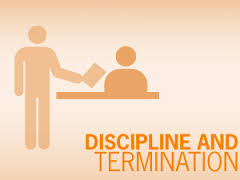 DISCIPLINE AND
TERMINATION